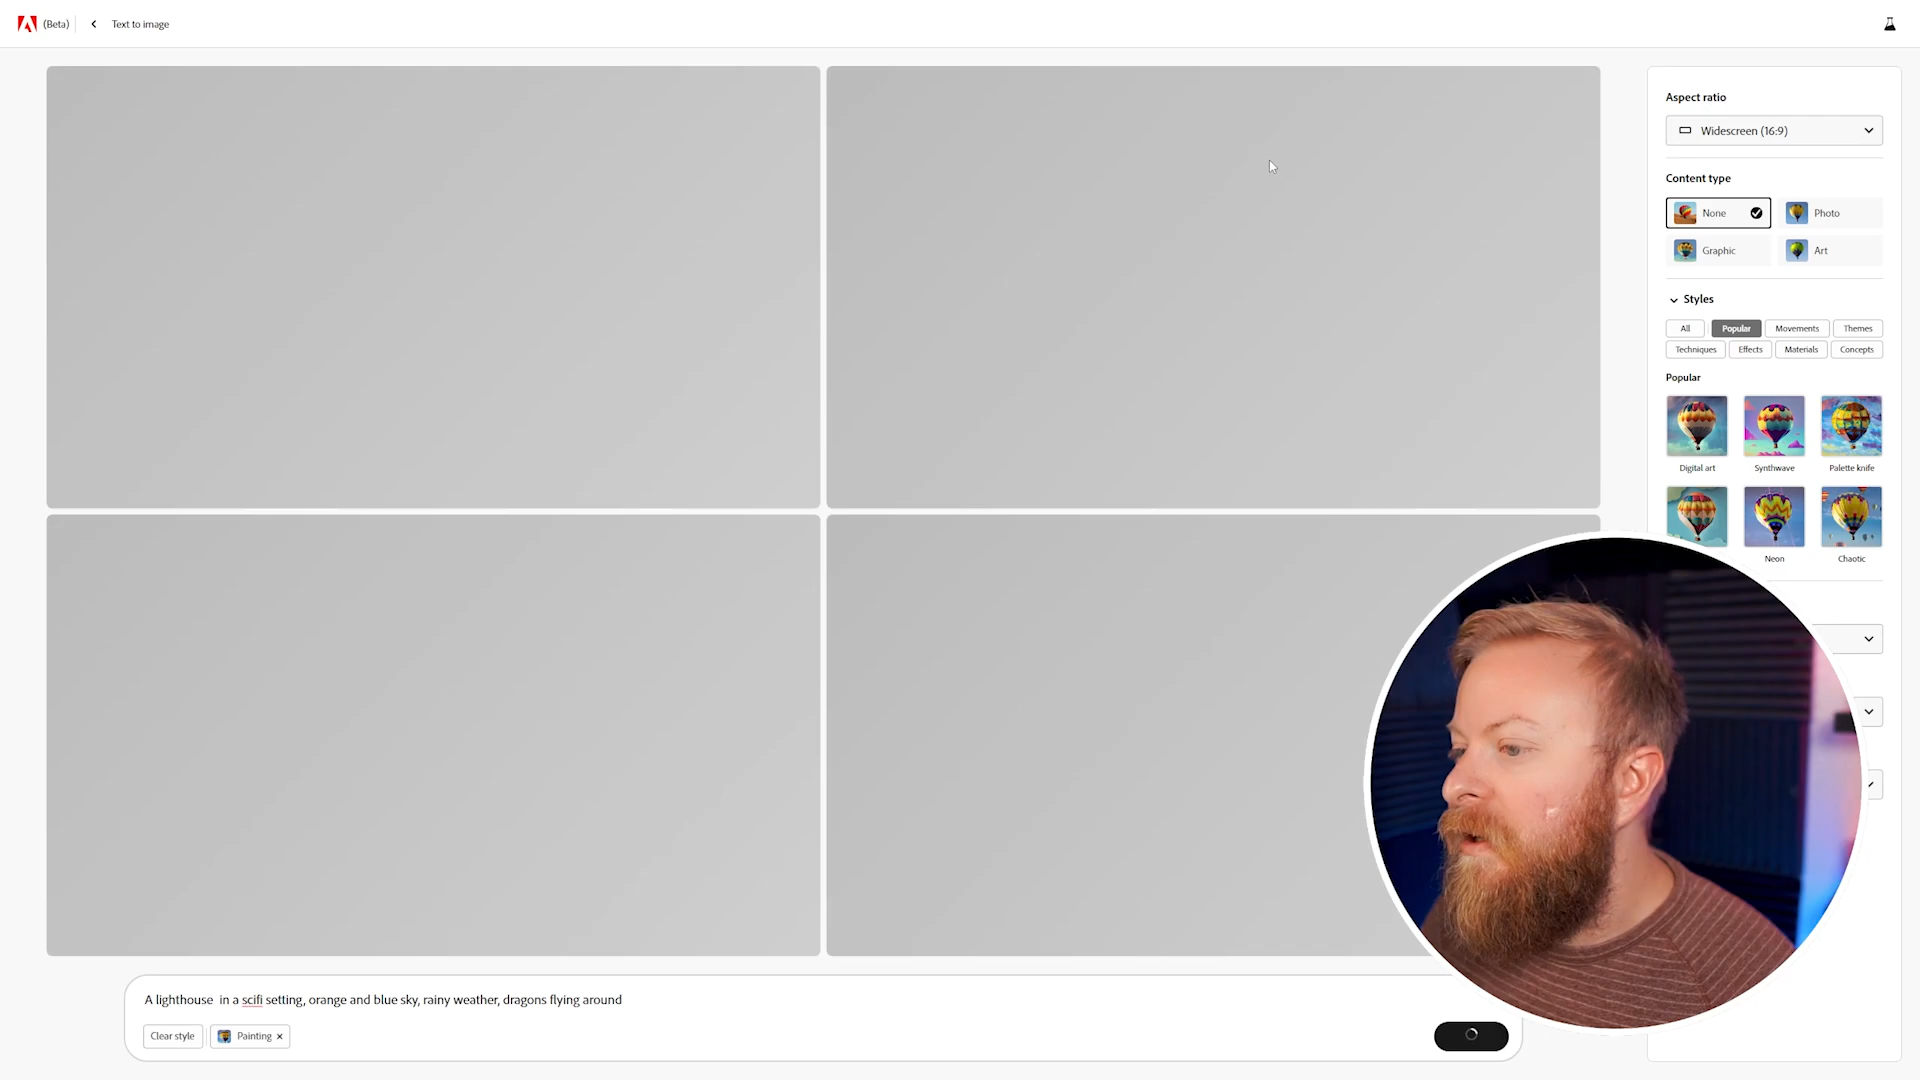 (Beta)
Text to image
Aspect ratio
Widescreen (16:9)
Content type
None
Photo
Graphic
Art
Styles
All
Popular
Movements
Themes
Techniques
Effects
Materials
Concepts
Popular
Digital art
Synthwave
Palette knife
Neon
Chaotic
A lighthouse  in a scifi setting, orange and blue sky, rainy weather, dragons flying around
Clear style
Painting ×